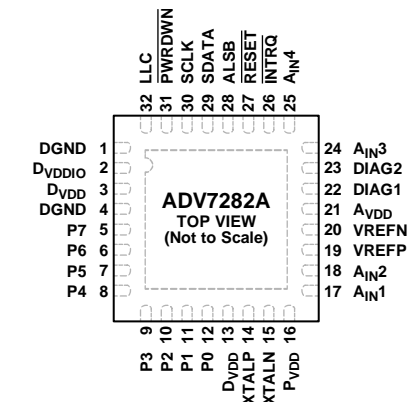 LLC
PWRDWN
SCLK
SDATA
ALSB
RESET
INTRQ
AIN4
32
31
30
29
28
27
26
25
DGND 1
DVDDIO 2
DVDD 3
DGND 4
P7 5
P6 6
P5 7
P4 8
ADV7282A
TOP VIEW
(Not to Scale)
24 AIN3
23 DIAG2
22 DIAG1
21 AVDD
20 VREFN
19 VREFP
18 AIN2
17 AIN1
9
10
11
12
13
14
15
16
P3
P2
P1
P0
DVDD
XTALP
XTALN
PVDD